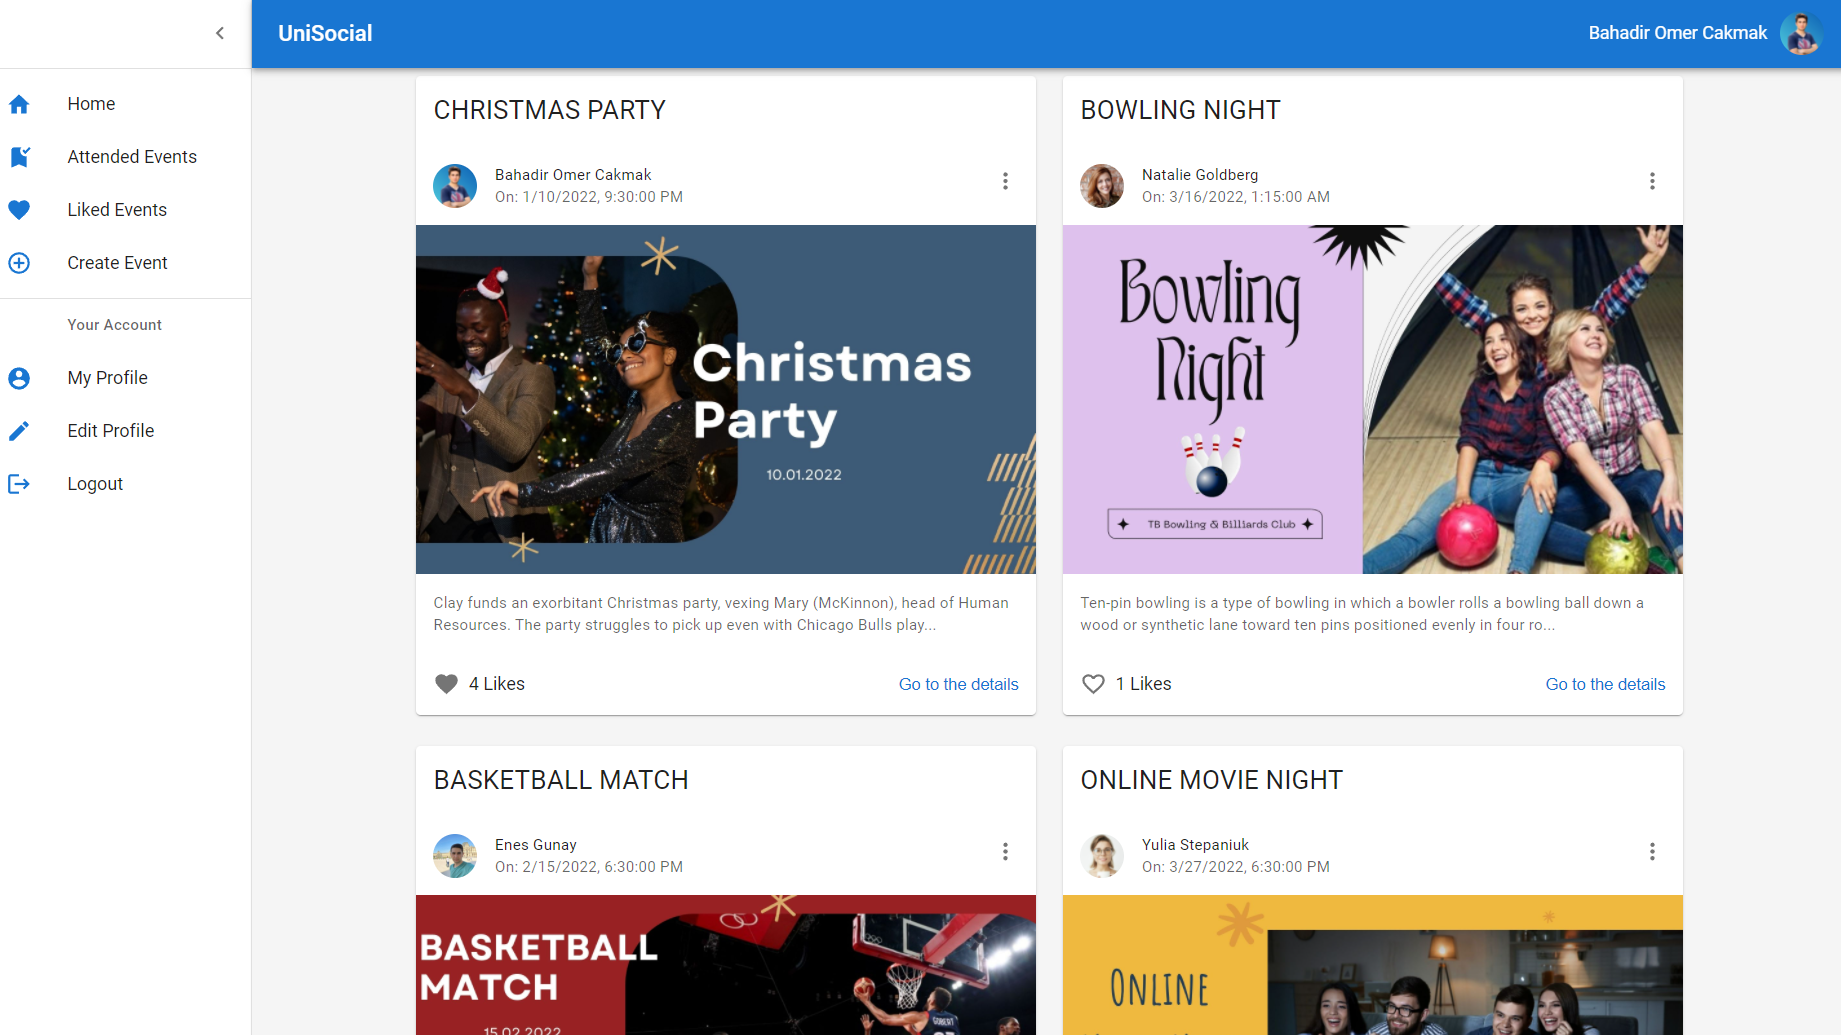 UniSocial
Bahadir Omer Cakmak
Home
Attended Events
Liked Events
Create Event
Your Account
My Profile
Edit Profile
Logout
CHRISTMAS PARTY
Bahadir Omer Cakmak
On: 1/10/2022, 9:30:00 PM
Christmas
Party
10.01.2022
Clay funds an exorbitant Christmas party, vexing Mary (McKinnon), head of Human
Resources. The party struggles to pick up even with Chicago Bulls play...
4 Likes
Go to the details
BOWLING NIGHT
Natalie Goldberg
On: 3/16/2022, 1:15:00 AM
Bowling
Night
TB Bowling & Billiards Club
Ten-pin bowling is a type of bowling in which a bowler rolls a bowling ball down a
wood or synthetic lane toward ten pins positioned evenly in four ro...
1 Likes
Go to the details
BASKETBALL MATCH
Enes Gunay
On: 2/15/2022, 6:30:00 PM
BASKETBALL
MATCH
15.02.2022
GOBERT
ONLINE MOVIE NIGHT
Yulia Stepaniuk
On: 3/27/2022, 6:30:00 PM
ONLINE